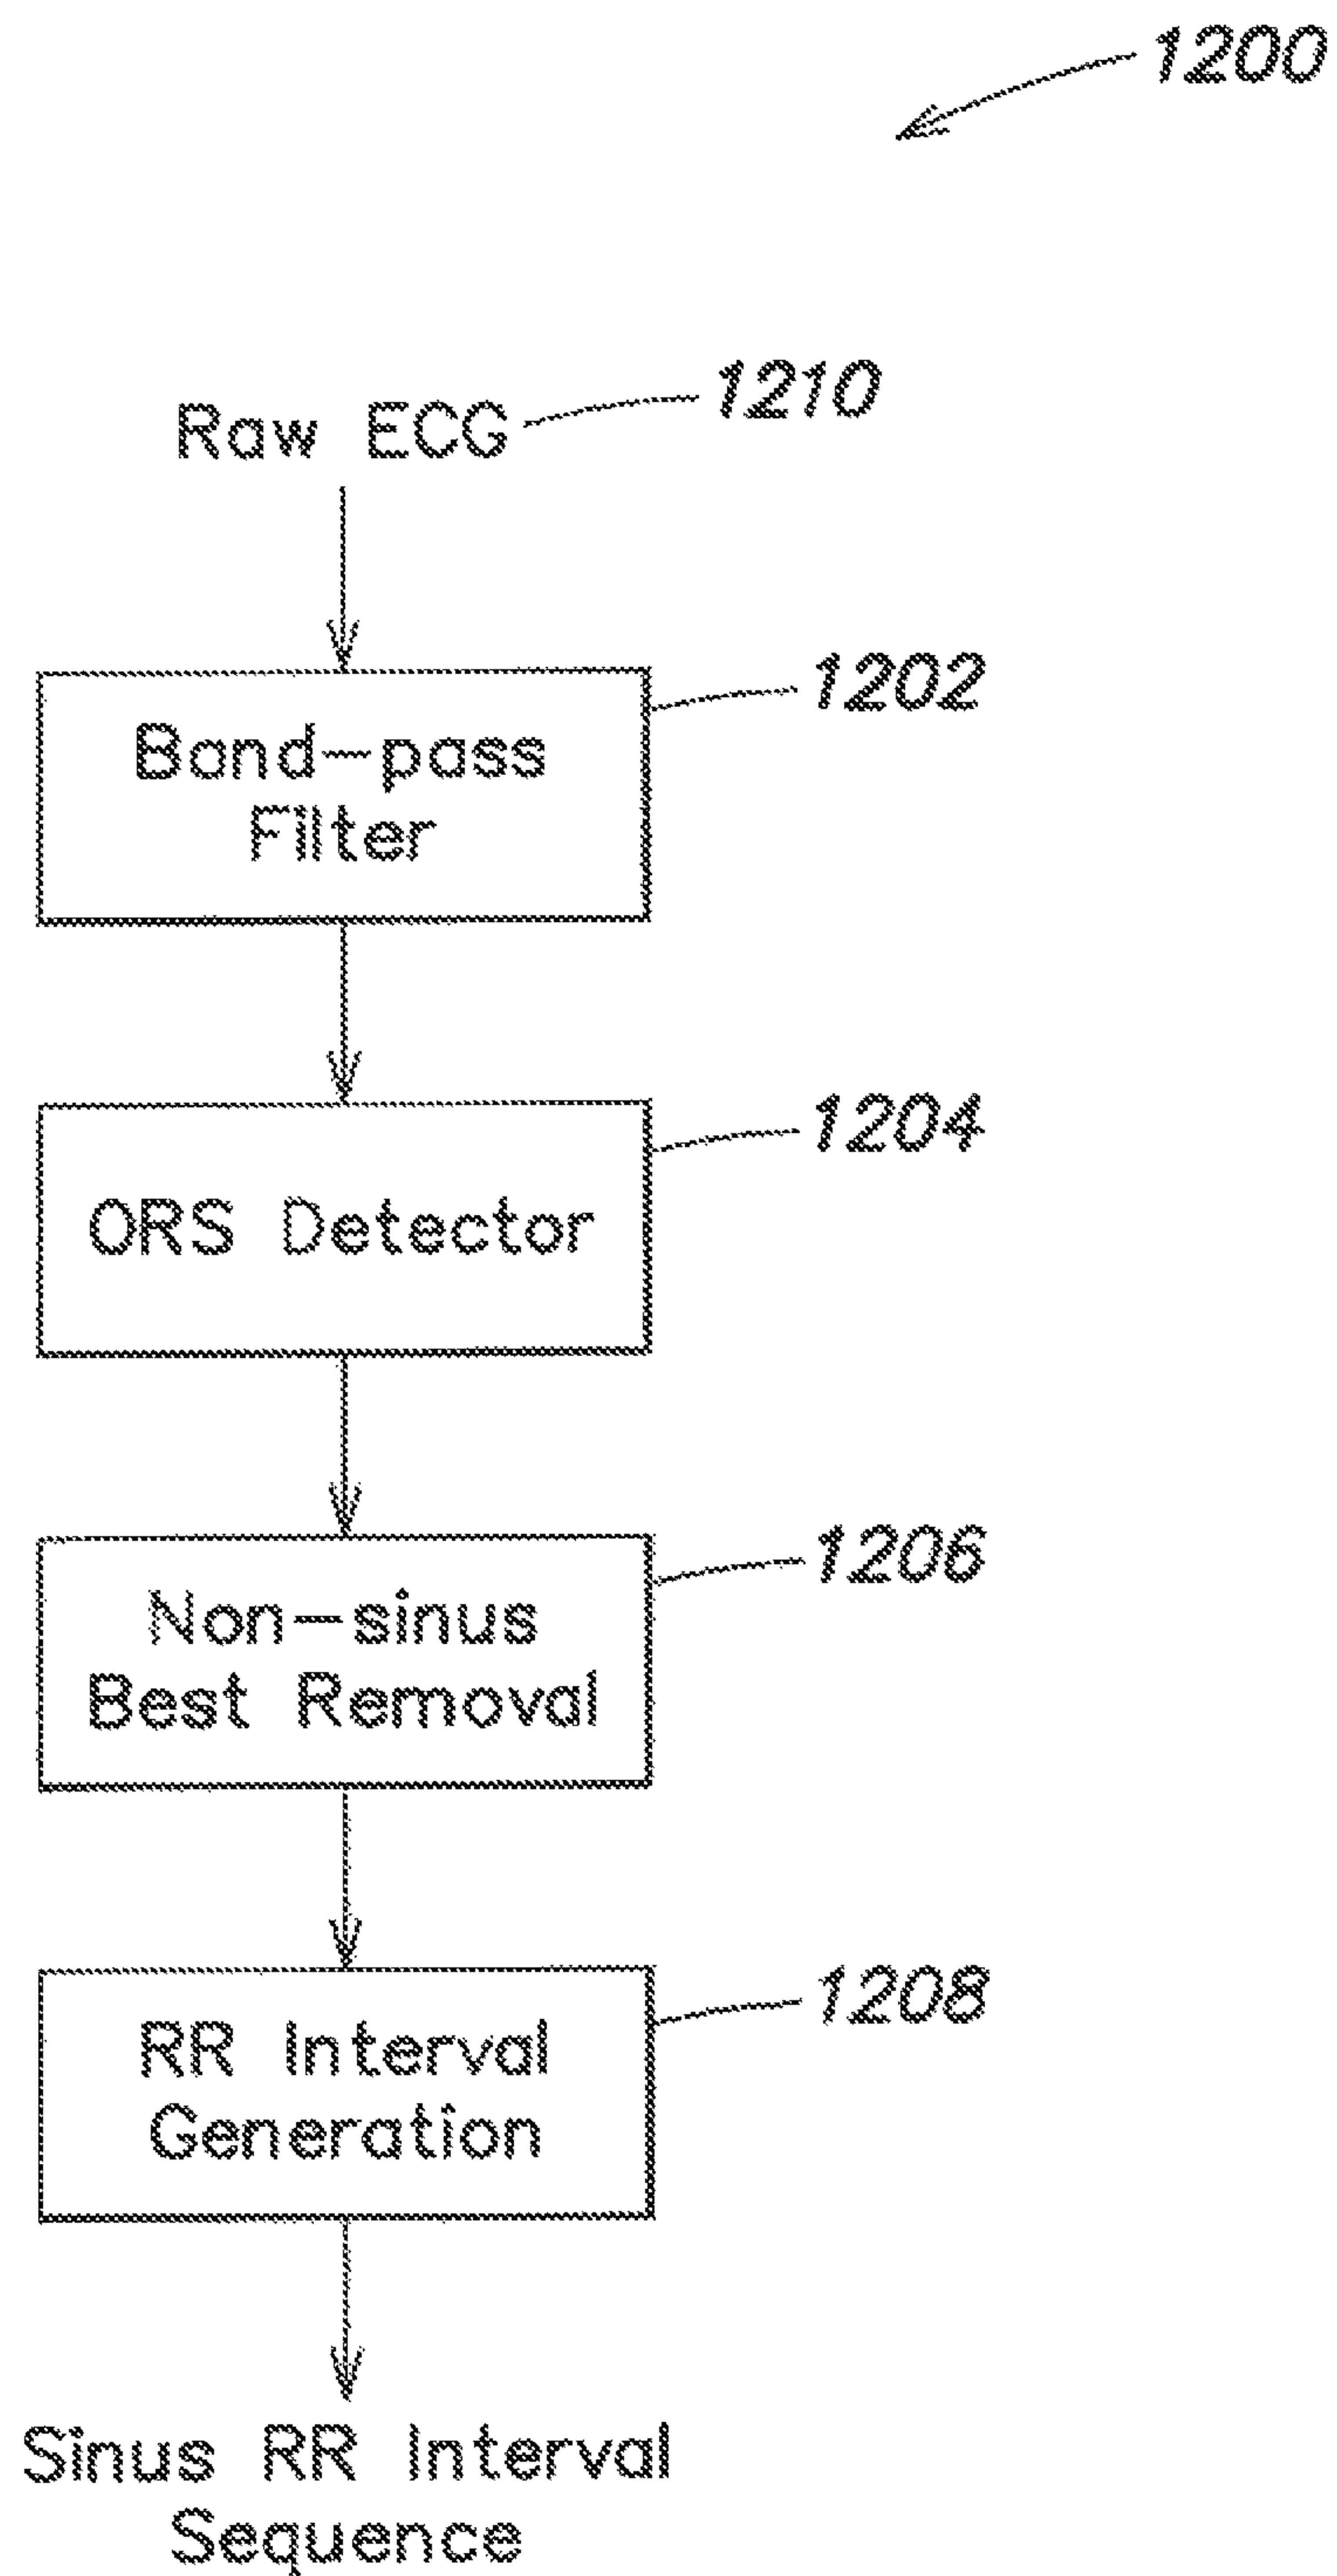 1200
Raw ECG
1210
1202
Band-pass
Filter
1204
ORS Detector
1206
Non-sinus
Best Removal
1208
RR Interval
Generation
Sinus RR Interval
Sequence